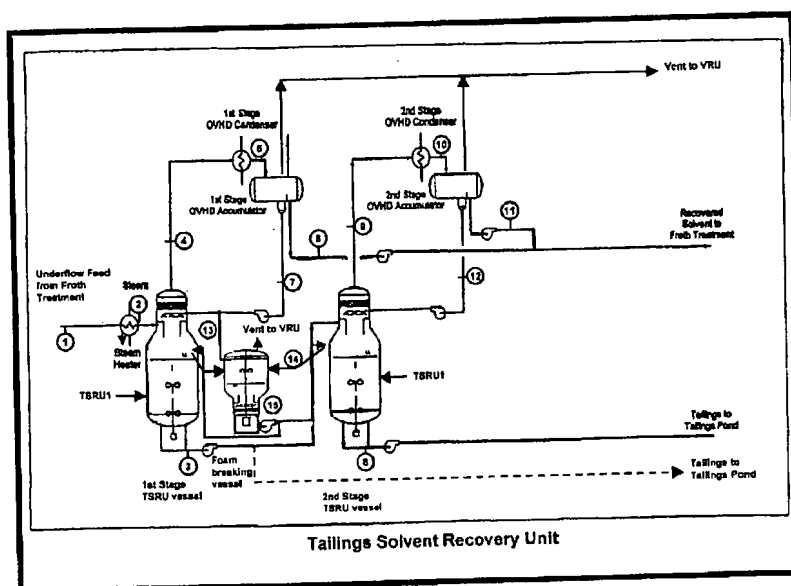 Vent to VRU
1st Stage
OVHD Condenser
2nd Stage
OVHD Condenser
6
10
1st Stage
OVHD Accumulator
2nd Stage
OVHD Accumulator
11
Recovered
Solvent to
Froth Treatment
4
8
9
7
12
Underflow Feed
from Froth
Treatment
Steam
2
1
Steam
Heater
13
Vent to VRU
14
TSRU1
TSRU1
15
Tailings to
Tailings Pond
3
Foam
breaking
vessel
Tailings to
Tailings Pond
1st Stage
TSRU vessel
2nd Stage
TSRU vessel
Tailings Solvent Recovery Unit